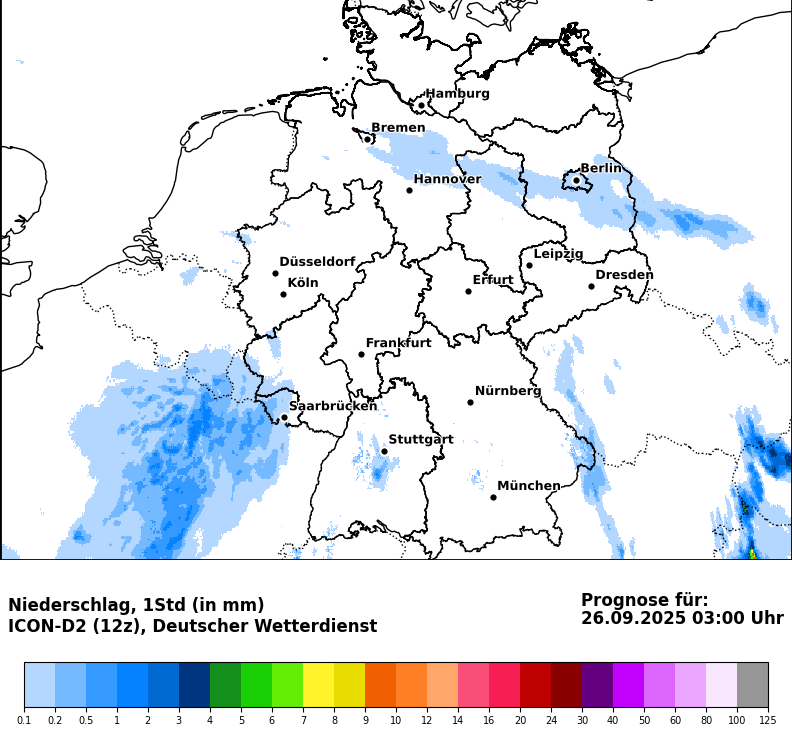 Hamburg
Bremen
Berlin
Hannover
Leipzig
Düsseldorf
Dresden
Köln
Erfurt
Frankfurt
Nürnberg
Saarbrücken
Stuttgart
München
Niederschlag, 1Std (in mm)
ICON-D2 (12z), Deutscher Wetterdienst
Prognose für:
26.09.2025 03:00 Uhr
0.1 0.2 0.5 1 2 3 4 5 6 7 8 9 10 12 14 16 20 24 30 40 50 60 80 100 125